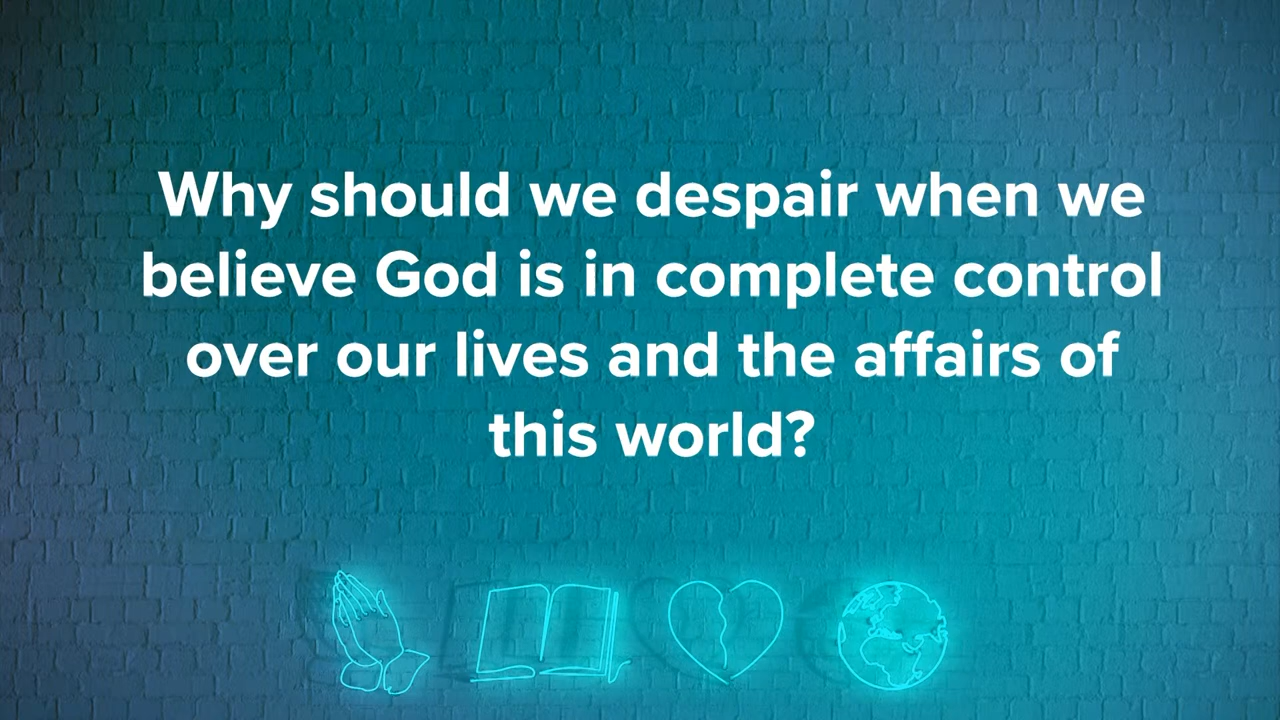 Why should we despair when we
believe God is in complete control
over our lives and the affairs of
this world?